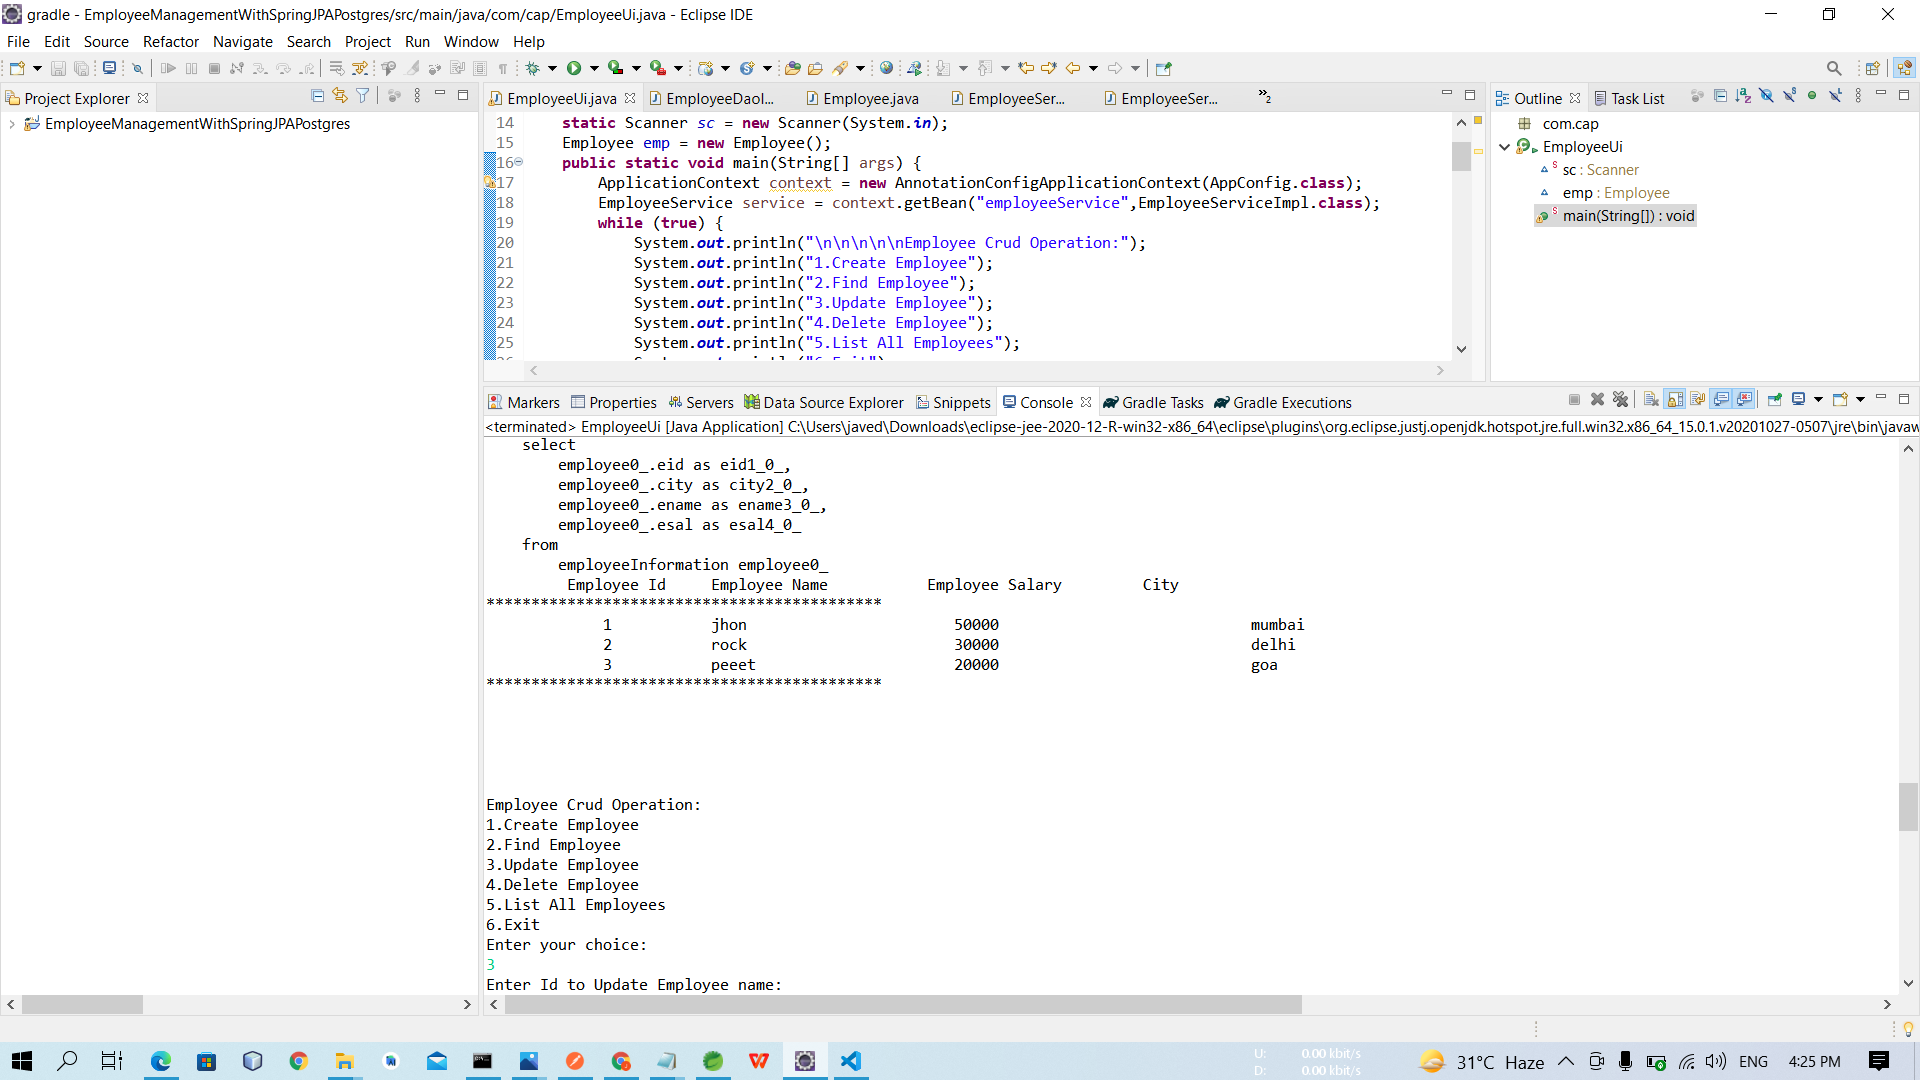 gradle - EmployeeManagementWithSpringJPAPostgres/src/main/java/com/cap/EmployeeUi.java - Eclipse IDE
File Edit Source Refactor Navigate Search Project Run Window Help
Project Explorer
EmployeeManagementWithSpringJPAPostgres
EmployeeUi.java EmployeeDaoI... Employee.java EmployeeSer... EmployeeSer... »2
14 static Scanner sc = new Scanner(System.in);
15 Employee emp = new Employee();
16 public static void main(String[] args) {
17 ApplicationContext context = new AnnotationConfigApplicationContext(AppConfig.class);
18 EmployeeService service = context.getBean("employeeService",EmployeeServiceImpl.class);
19 while (true) {
20 System.out.println("\n\n\n\n\nEmployee Crud Operation:");
21 System.out.println("1.Create Employee");
22 System.out.println("2.Find Employee");
23 System.out.println("3.Update Employee");
24 System.out.println("4.Delete Employee");
25 System.out.println("5.List All Employees");
Outline Task List
com.cap
EmployeeUi
sc : Scanner
emp : Employee
main(String[]) : void
Markers Properties Servers Data Source Explorer Snippets Console Gradle Tasks Gradle Executions
<terminated> EmployeeUi [Java Application] C:\Users\javed\Downloads\eclipse-jee-2020-12-R-win32-x86_64\eclipse\plugins\org.eclipse.justj.openjdk.hotspot.jre.full.win32.x86_64_15.0.1.v20201027-0507\jre\bin\javaw
select
employee0_.eid as eid1_0_,
employee0_.city as city2_0_,
employee0_.ename as ename3_0_,
employee0_.esal as esal4_0_
from
employeeInformation employee0_
Employee Id Employee Name Employee Salary City
********************************************
1 jhon 50000 mumbai
2 rock 30000 delhi
3 peeet 20000 goa
********************************************
Employee Crud Operation:
1.Create Employee
2.Find Employee
3.Update Employee
4.Delete Employee
5.List All Employees
6.Exit
Enter your choice:
3
Enter Id to Update Employee name:
U: 0.00 kbit/s
D: 0.00 kbit/s
31°C Haze ENG 4:25 PM